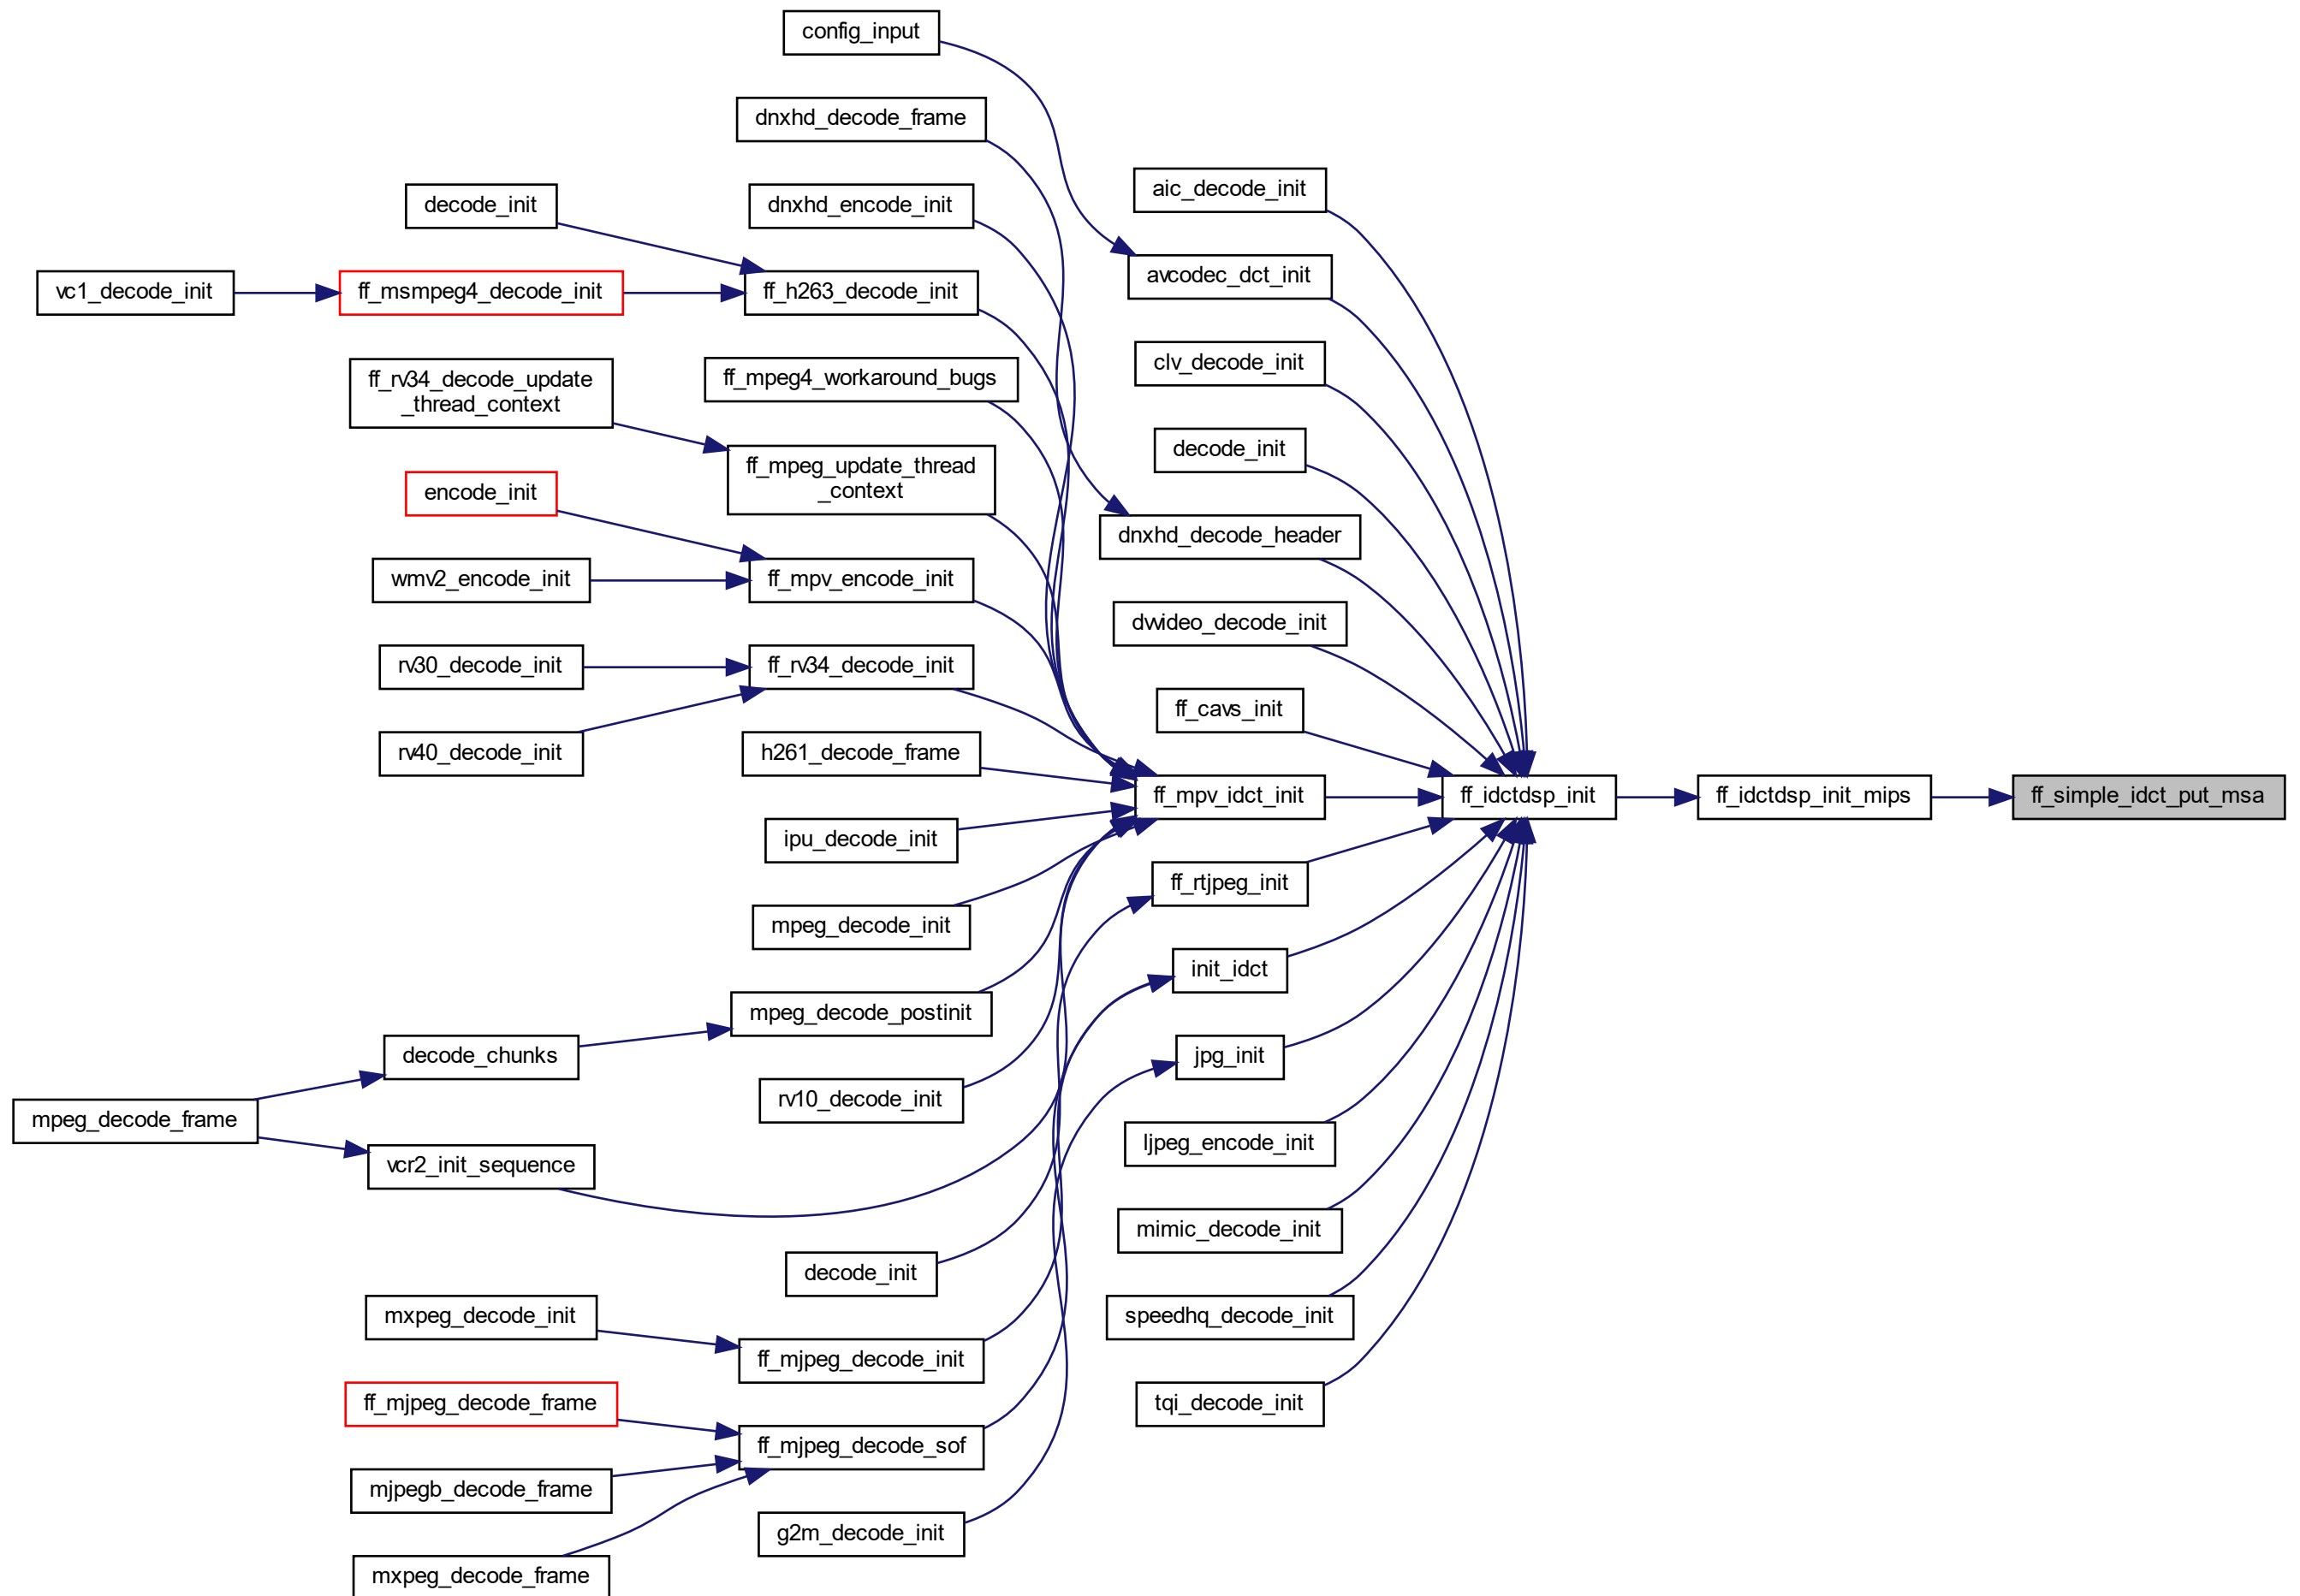 config_input
dnxhd_decode_frame
aic_decode_init
decode_init
dnxhd_encode_init
avcodec_dct_init
vc1_decode_init
ff_msmpeg4_decode_init
ff_h263_decode_init
clv_decode_init
ff_rv34_decode_update
_thread_context
ff_mpeg4_workaround_bugs
decode_init
ff_mpeg_update_thread
_context
encode_init
dnxhd_decode_header
wmv2_encode_init
ff_mpv_encode_init
dwideo_decode_init
rv30_decode_init
ff_rv34_decode_init
ff_cavs_init
rv40_decode_init
h261_decode_frame
ff_mpv_idct_init
ff_idctdsp_init
ff_idctdsp_init_mips
ff_simple_idct_put_msa
ipu_decode_init
ff_rtjpeg_init
mpeg_decode_init
init_idct
mpeg_decode_postinit
decode_chunks
jpg_init
rv10_decode_init
mpeg_decode_frame
ljpeg_encode_init
vcr2_init_sequence
mimic_decode_init
decode_init
mxpeg_decode_init
speedhq_decode_init
ff_mjpeg_decode_init
ff_mjpeg_decode_frame
tqi_decode_init
ff_mjpeg_decode_sof
mjpegb_decode_frame
g2m_decode_init
mxpeg_decode_frame